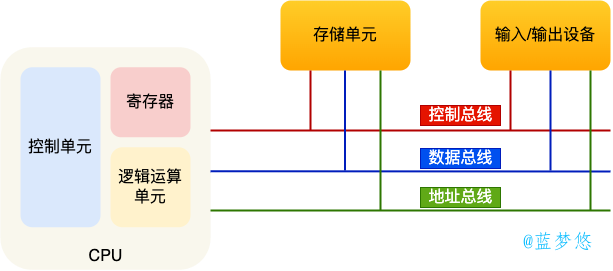 存储单元
输入/输出设备
控制单元
寄存器
逻辑运算
单元
CPU
控制总线
数据总线
地址总线
@蓝梦悠